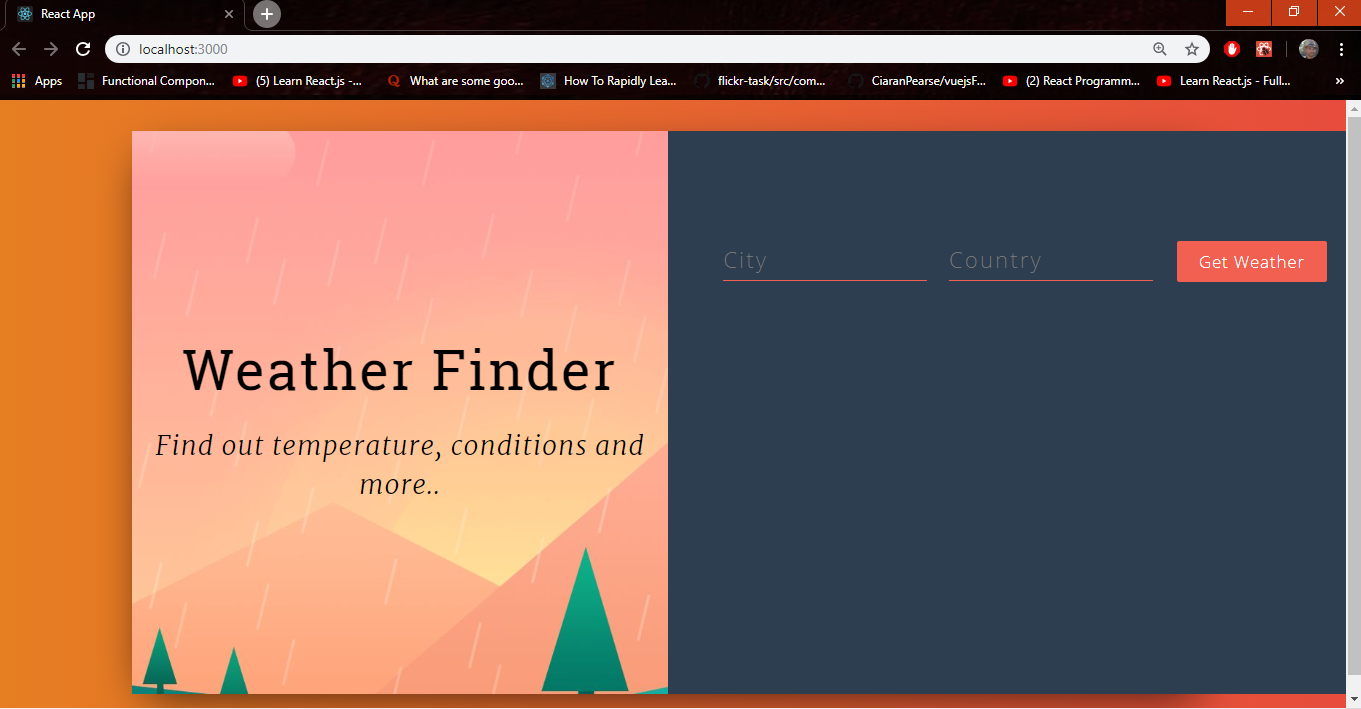 React App
localhost:3000
Apps
Functional Compon...
(5) Learn React.js -...
What are some goo...
How To Rapidly Lea...
flickr-task/src/com...
CiaranPearse/vuejsF...
(2) React Programm...
Learn React.js - Full...
»
City
Country
Get Weather
Weather Finder
Find out temperature, conditions and
more..